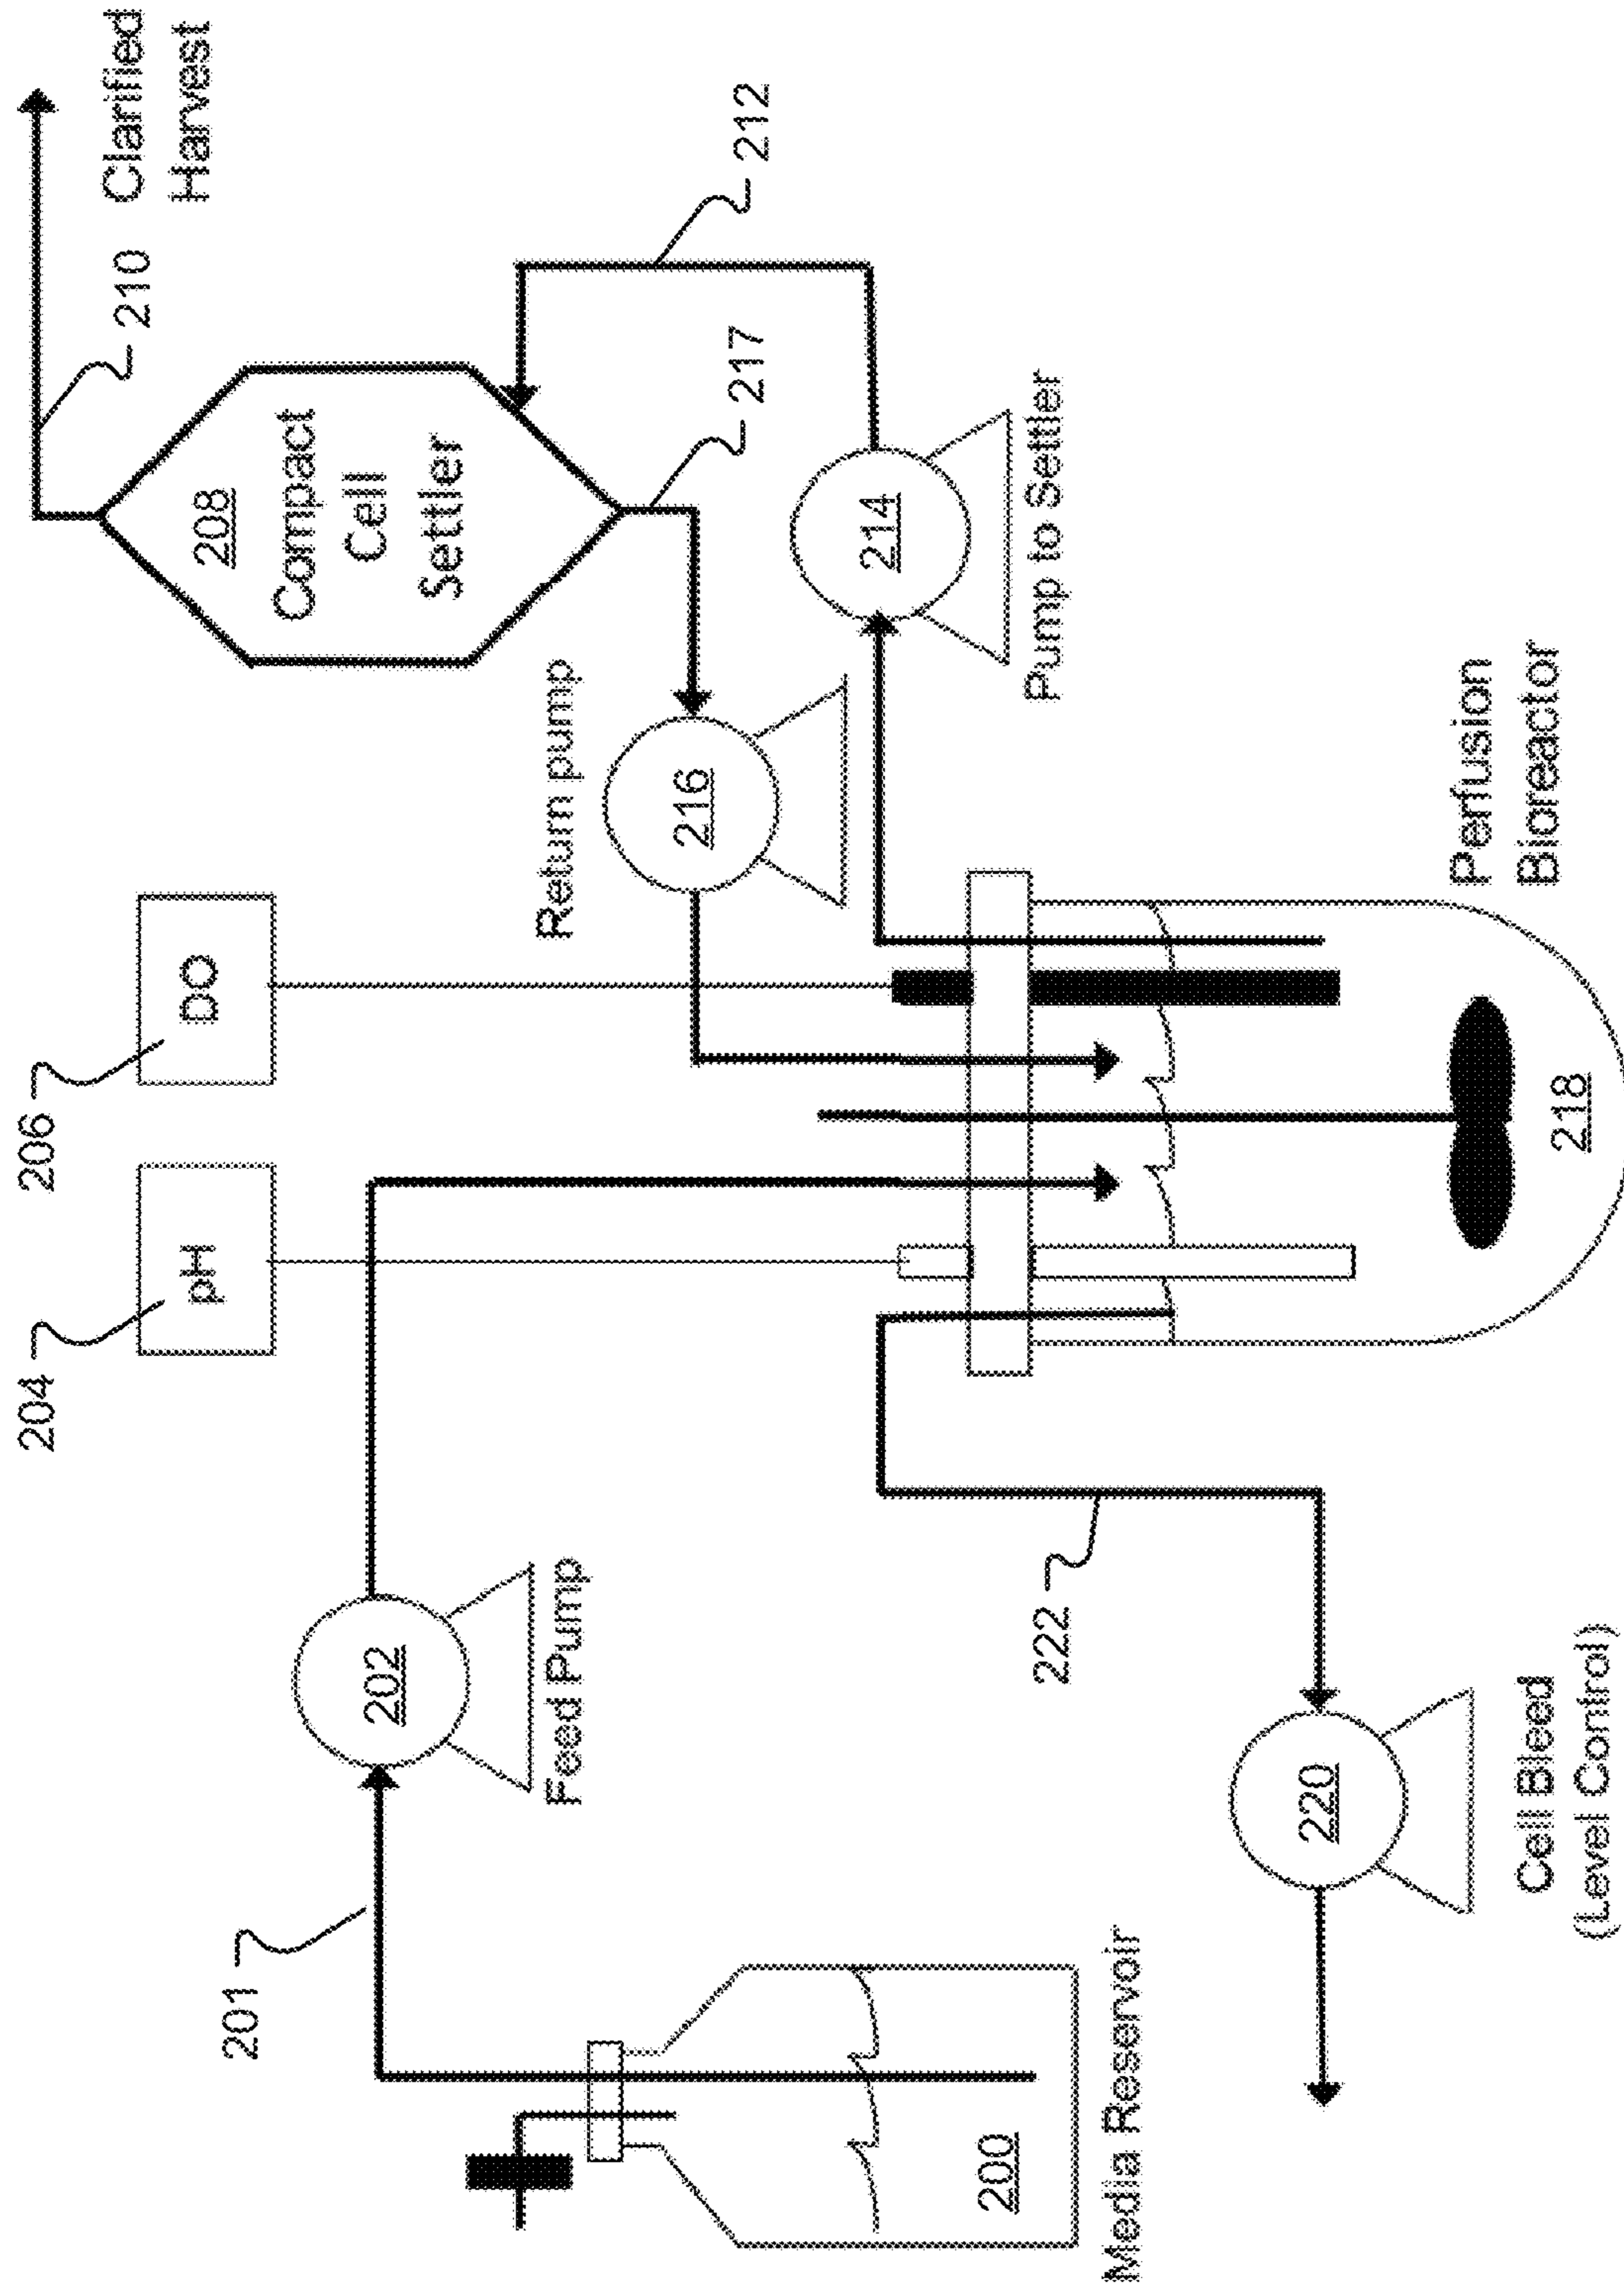 206
204
DO
pH
210
Clarified
Harvest
208
Compact
Cell
Settler
212
217
201
202
Feed Pump
Return pump
216
214
Pump to Settler
200
Media Reservoir
222
220
Cell Bleed
(Level Control)
218
Perfusion
Bioreactor